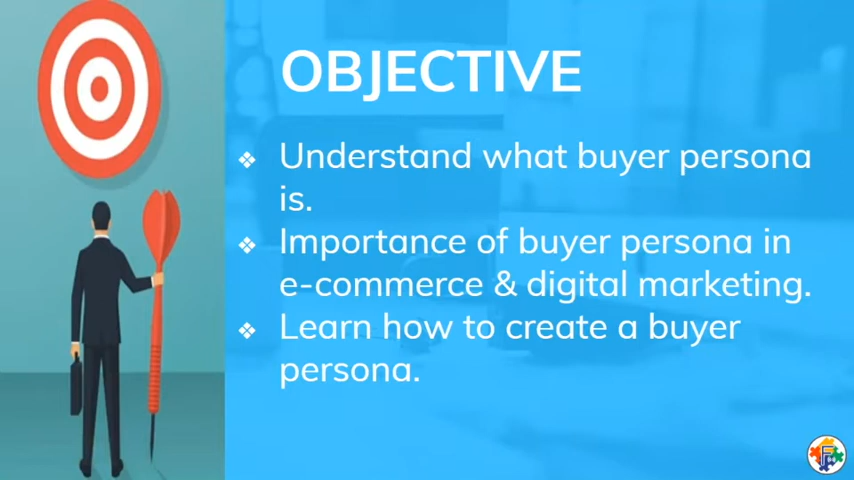 OBJECTIVE
❖ Understand what buyer persona
is.
❖ Importance of buyer persona in
e-commerce & digital marketing.
❖ Learn how to create a buyer
persona.